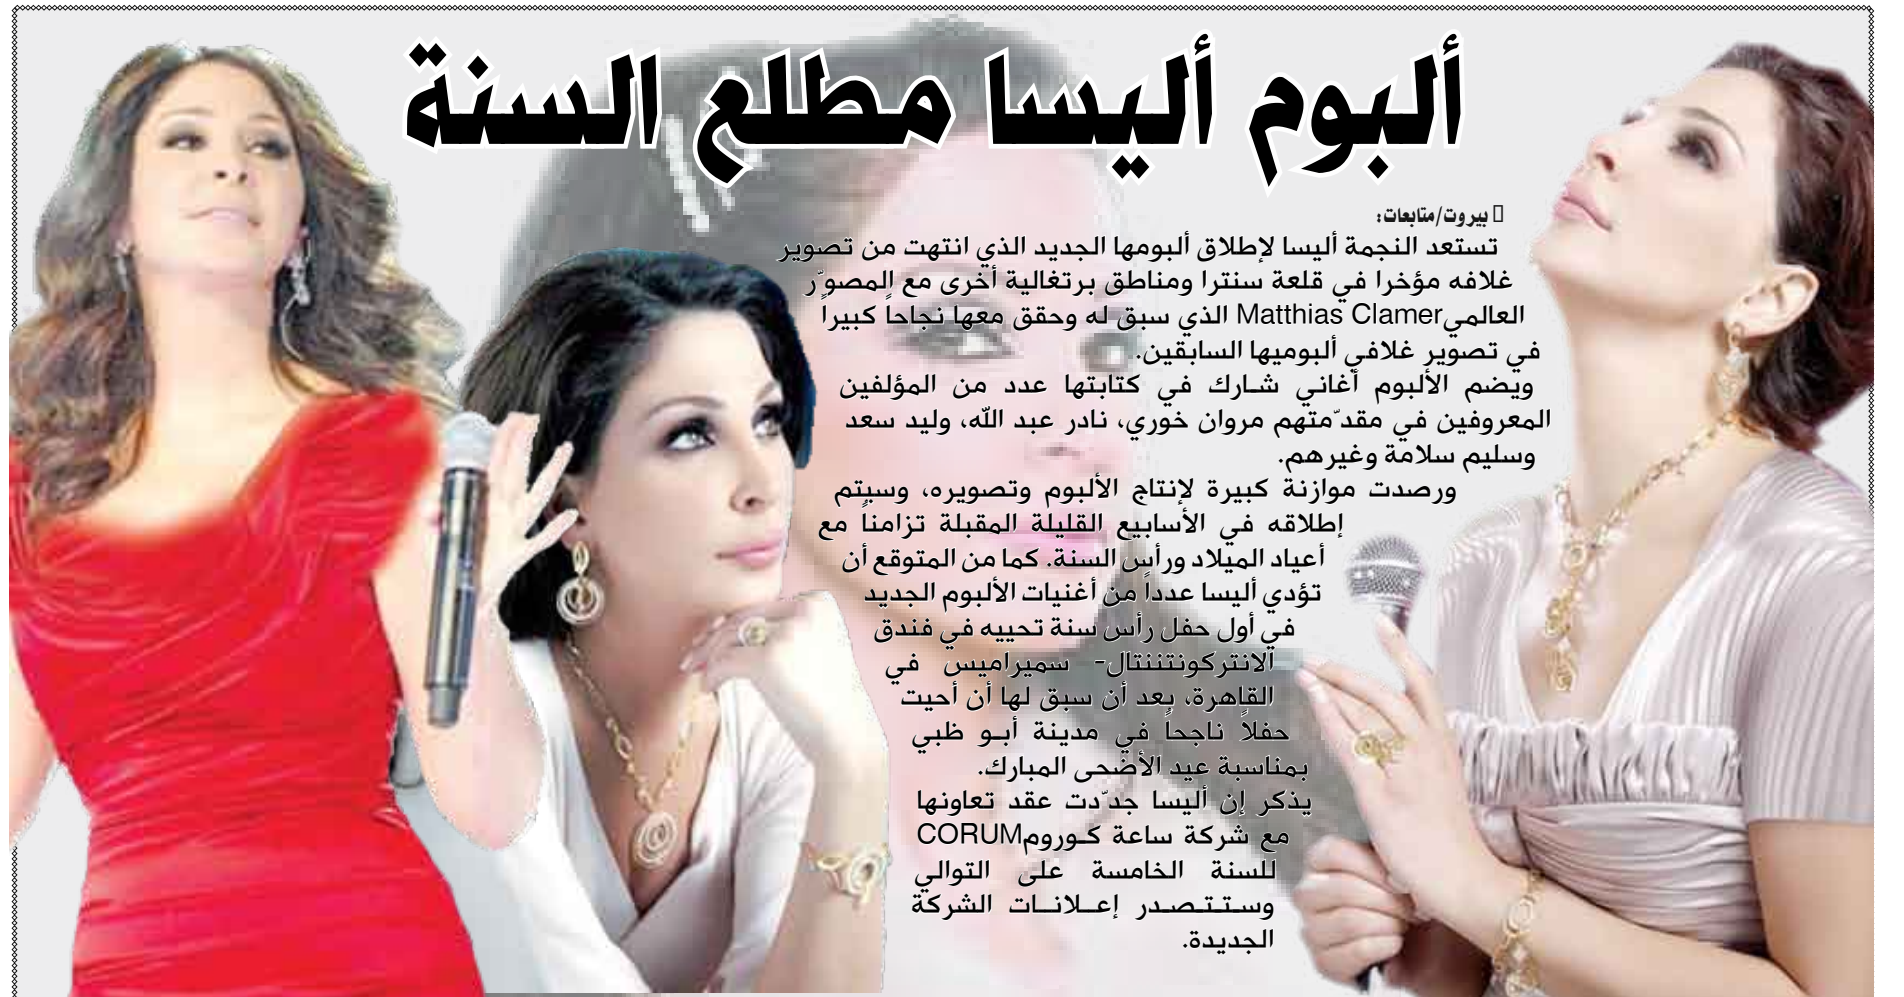 ألبوم أليسا مطلع السنة
بيروت/متابعات:
تستعد النجمة أليسا لإطلاق ألبومها الجديد الذي انتهت من تصوير
غلافه مؤخرا في قلعة سنترا ومناطق برتغالية أخرى مع المصوّر
العالميMatthias Clamer الذي سبق له وحقق معها نجاحاً كبيراً
في تصوير غلافي ألبوميها السابقين.
ويضم الألبوم أغاني شارك في كتابتها عدد من المؤلفين
المعروفين في مقدّمتهم مروان خوري، نادر عبد الله، وليد سعد
وسليم سلامة وغيرهم.
ورصدت موازنة كبيرة لإنتاج الألبوم وتصويره، وسيتم
إطلاقه في الأسابيع القليلة المقبلة تزامناً مع
أعياد الميلاد ورأس السنة. كما من المتوقع أن
تؤدي أليسا عدداً من أغنيات الألبوم الجديد
في أول حفل رأس سنة تحييه في فندق
الانتركونتننتال- سميراميس في
القاهرة، بعد أن سبق لها أن أحيت
حفلاً ناجحاً في مدينة أبو ظبي
بمناسبة عيد الأضحى المبارك.
يذكر إن أليسا جدّدت عقد تعاونها
مع شركة ساعة كورومCORUM
للسنة الخامسة على التوالي
وستتصدر إعلانات الشركة
الجديدة.